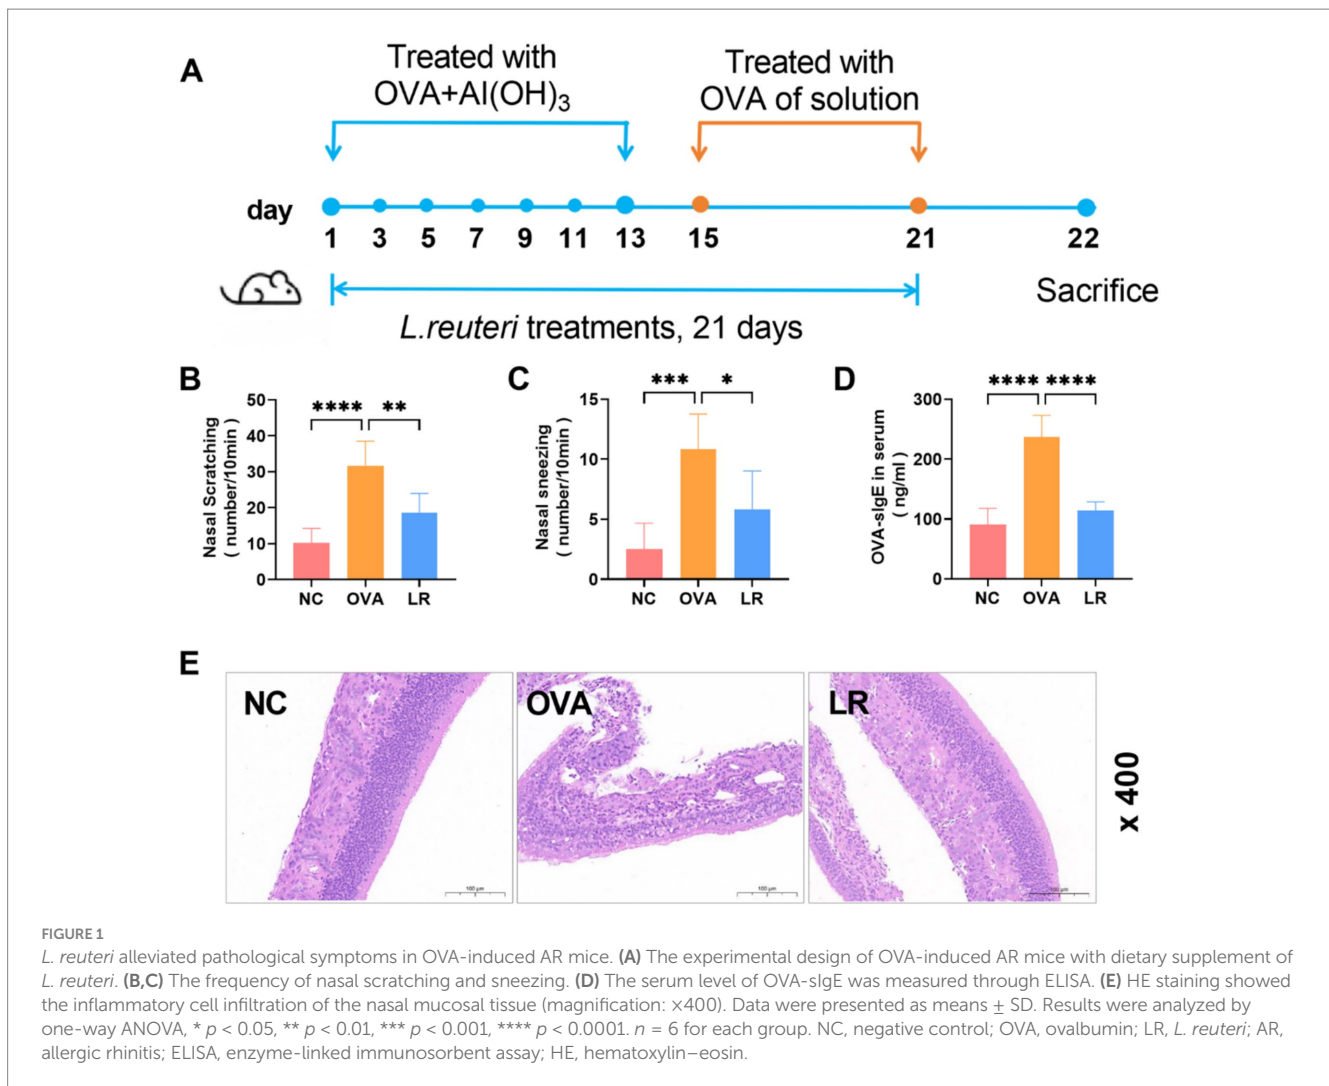 A
Treated with
OVA+Al(OH)₃
Treated with
OVA of solution
day
1 3 5 7 9 11 13 15 21 22
L.reuteri treatments, 21 days
Sacrifice
B
Nasal Scratching
( number/10min )
50
40
30
20
10
0
**** **
NC OVA LR
C
Nasal sneezing
( number/10min )
15
10
5
0
*** *
NC OVA LR
D
OVA-sIgE in serum
( ng/ml )
300
200
100
0
**** ****
NC OVA LR
E
NC
100 μm
OVA
100 μm
LR
100 μm
x 400
FIGURE 1
L. reuteri alleviated pathological symptoms in OVA-induced AR mice. (A) The experimental design of OVA-induced AR mice with dietary supplement of
L. reuteri. (B,C) The frequency of nasal scratching and sneezing. (D) The serum level of OVA-sIgE was measured through ELISA. (E) HE staining showed
the inflammatory cell infiltration of the nasal mucosal tissue (magnification: ×400). Data were presented as means ± SD. Results were analyzed by
one-way ANOVA, * p < 0.05, ** p < 0.01, *** p < 0.001, **** p < 0.0001. n = 6 for each group. NC, negative control; OVA, ovalbumin; LR, L. reuteri; AR,
allergic rhinitis; ELISA, enzyme-linked immunosorbent assay; HE, hematoxylin–eosin.